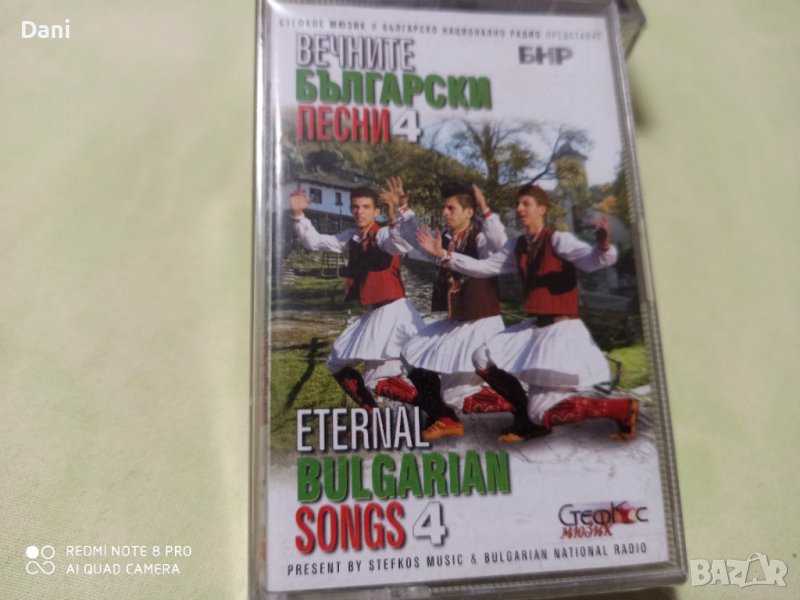 Dani
СТЕФКОС МЮЗИК И БЪЛГАРСКО НАЦИОНАЛНО РАДИО ПРЕДСТАВЯТ
ВЕЧНИТЕ
БНР
БЪЛГАРСКИ
ПЕСНИ 4
ETERNAL
BULGARIAN
SONGS 4
Стефкос
мюзик
PRESENT BY STEFKOS MUSIC & BULGARIAN NATIONAL RADIO
REDMI NOTE 8 PRO
AI QUAD CAMERA
BAZAR